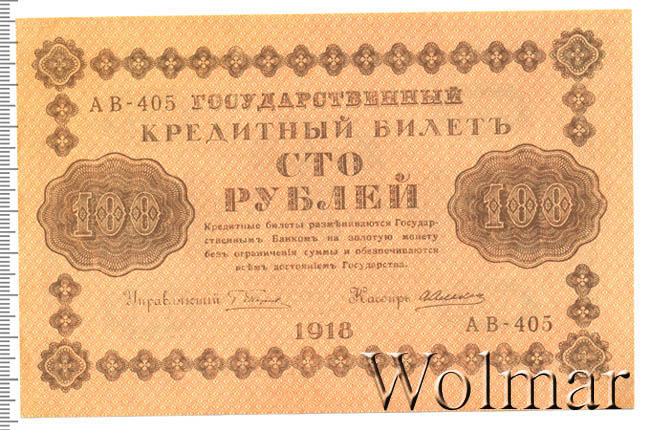 АВ-405 ГОСУДАРСТВЕННЫЙ
КРЕДИТНЫЙ БИЛЕТЪ
СТО
РУБЛЕЙ
100
100
Кредитные билеты размѣниваются Государ-
ственнымъ Банкомъ на золотую монету
безъ ограниченія суммы и обезпечиваются
всѣмъ достояніемъ Государства.
Управляющій
Кассиръ
1918
АВ-405
Wolmar